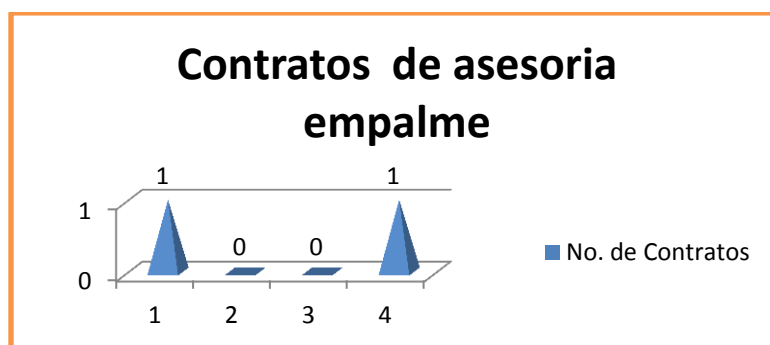 Contratos de asesoria
empalme
1 1
0 0
1
0
1 2 3 4
No. de Contratos